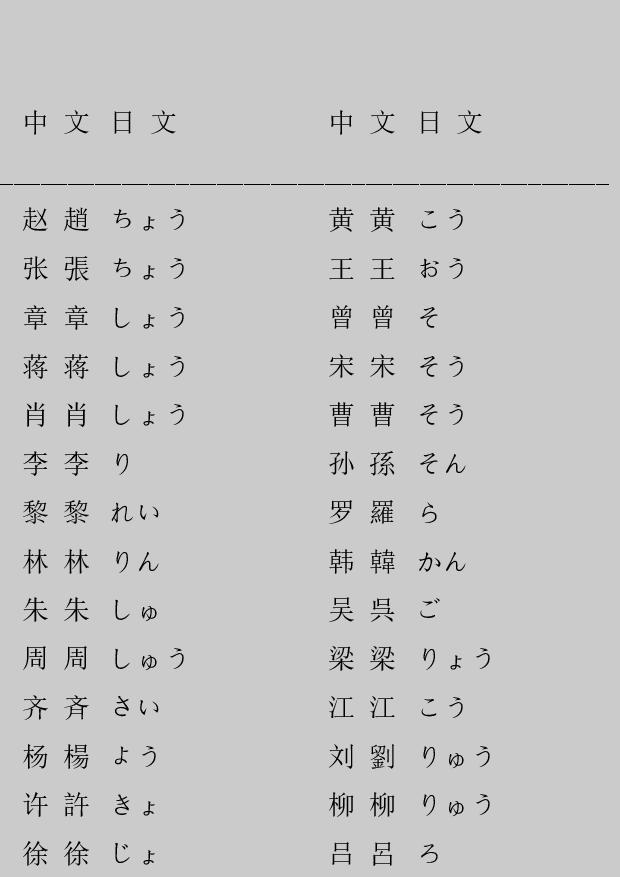 中 文 日 文 中 文 日 文
赵 趙 ちょう 黄 黄 こう
张 張 ちょう 王 王 おう
章 章 しょう 曾 曾 そ
蒋 蒋 しょう 宋 宋 そう
肖 肖 しょう 曹 曹 そう
李 李 り 孙 孫 そん
黎 黎 れい 罗 羅 ら
林 林 りん 韩 韓 かん
朱 朱 しゅ 吴 呉 ご
周 周 しゅう 梁 梁 りょう
齐 斉 さい 江 江 こう
杨 楊 よう 刘 劉 りゅう
许 許 きょ 柳 柳 りゅう
徐 徐 じょ 吕 呂 ろ